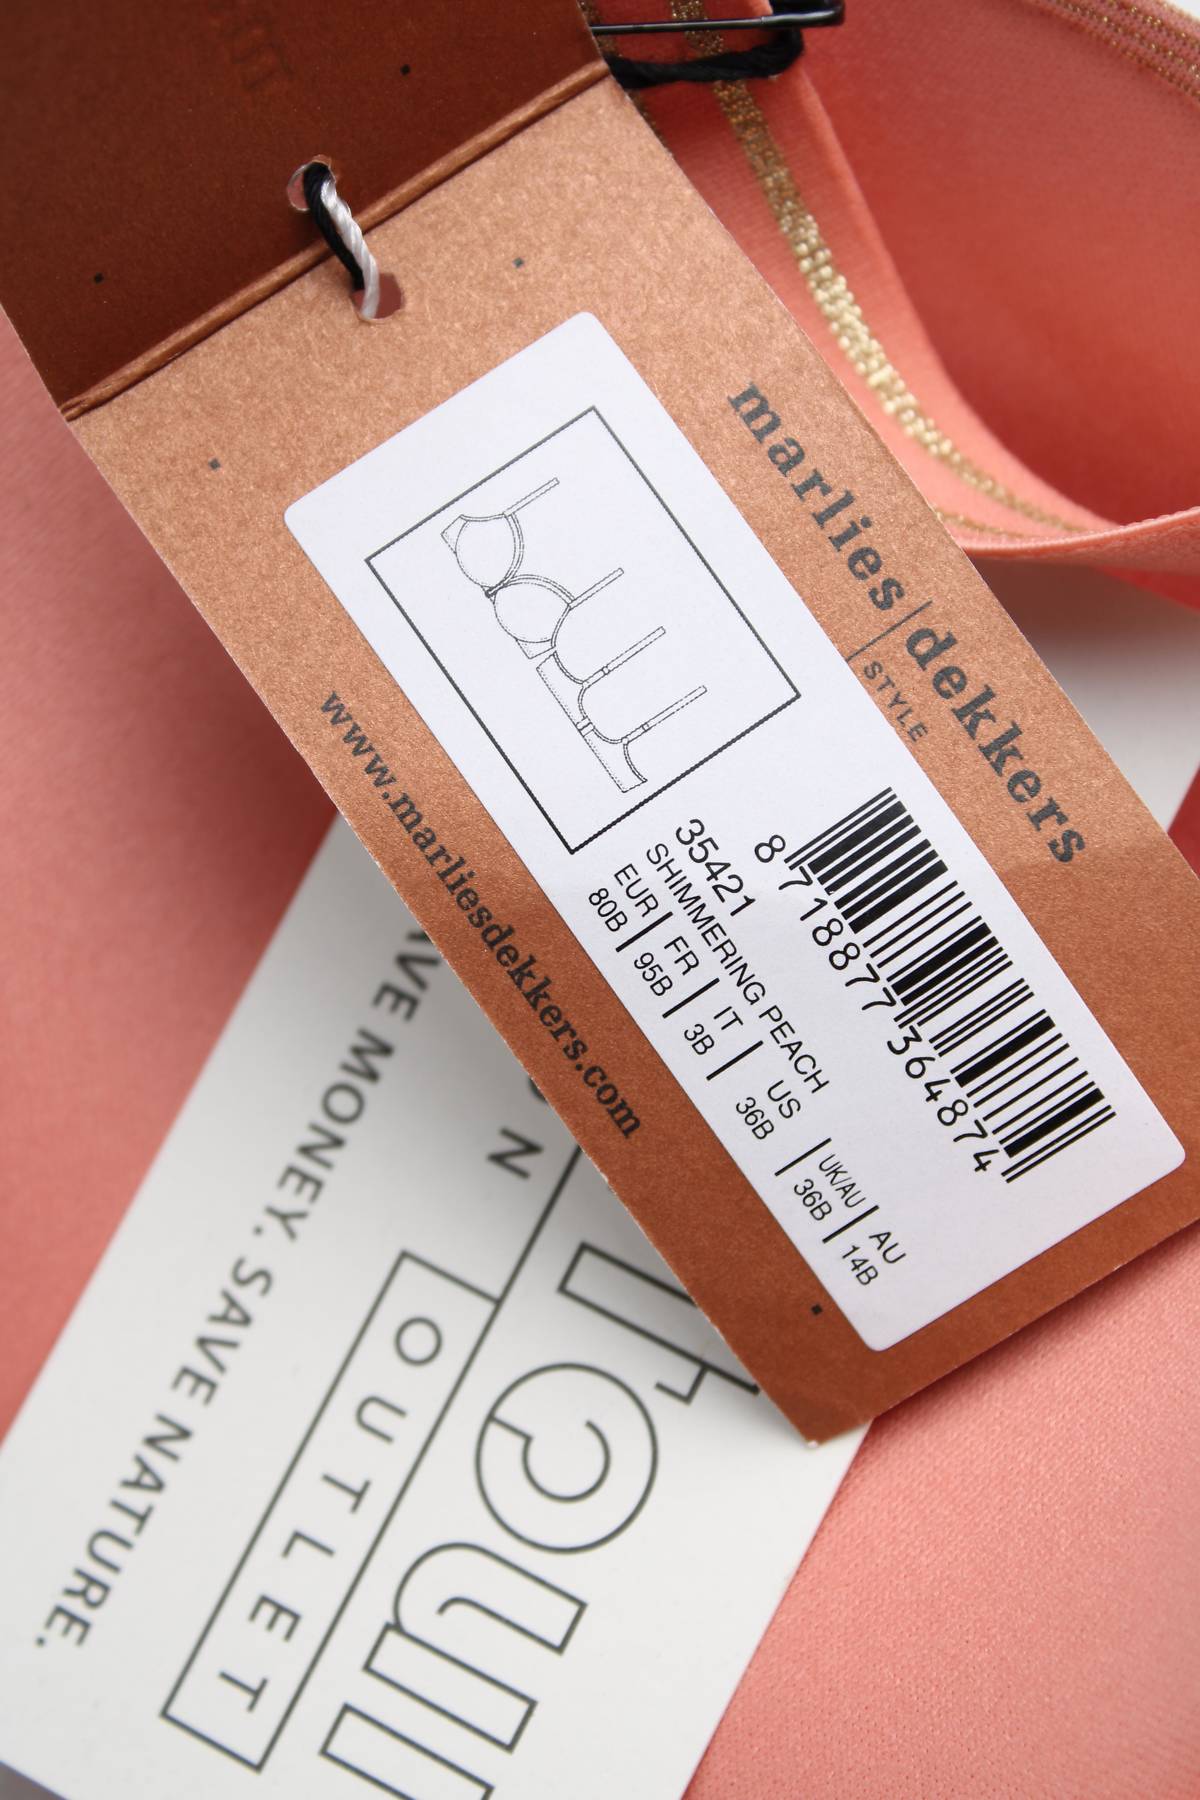 marlies|dekkers
STYLE
8 718877 364874
35421
SHIMMERING PEACH
EUR | FR | IT | US | UK/AU | AU
80B | 95B | 3B | 36B | 36B | 14B
www.marliesdekkers.com
N
OUTLET
MONEY. SAVE NATURE.